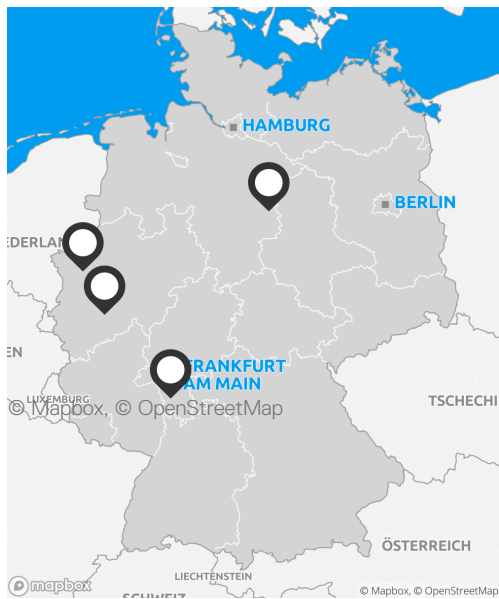 HAMBURG
BERLIN
EDERLAN
FRANKFURT
AM MAIN
EN
LUXEMBURG
TSCHECHI
© Mapbox, © OpenStreetMap
ÖSTERREICH
LIECHTENSTEIN
mapbox
© Mapbox, © OpenStreetMap
SCHWEIZ